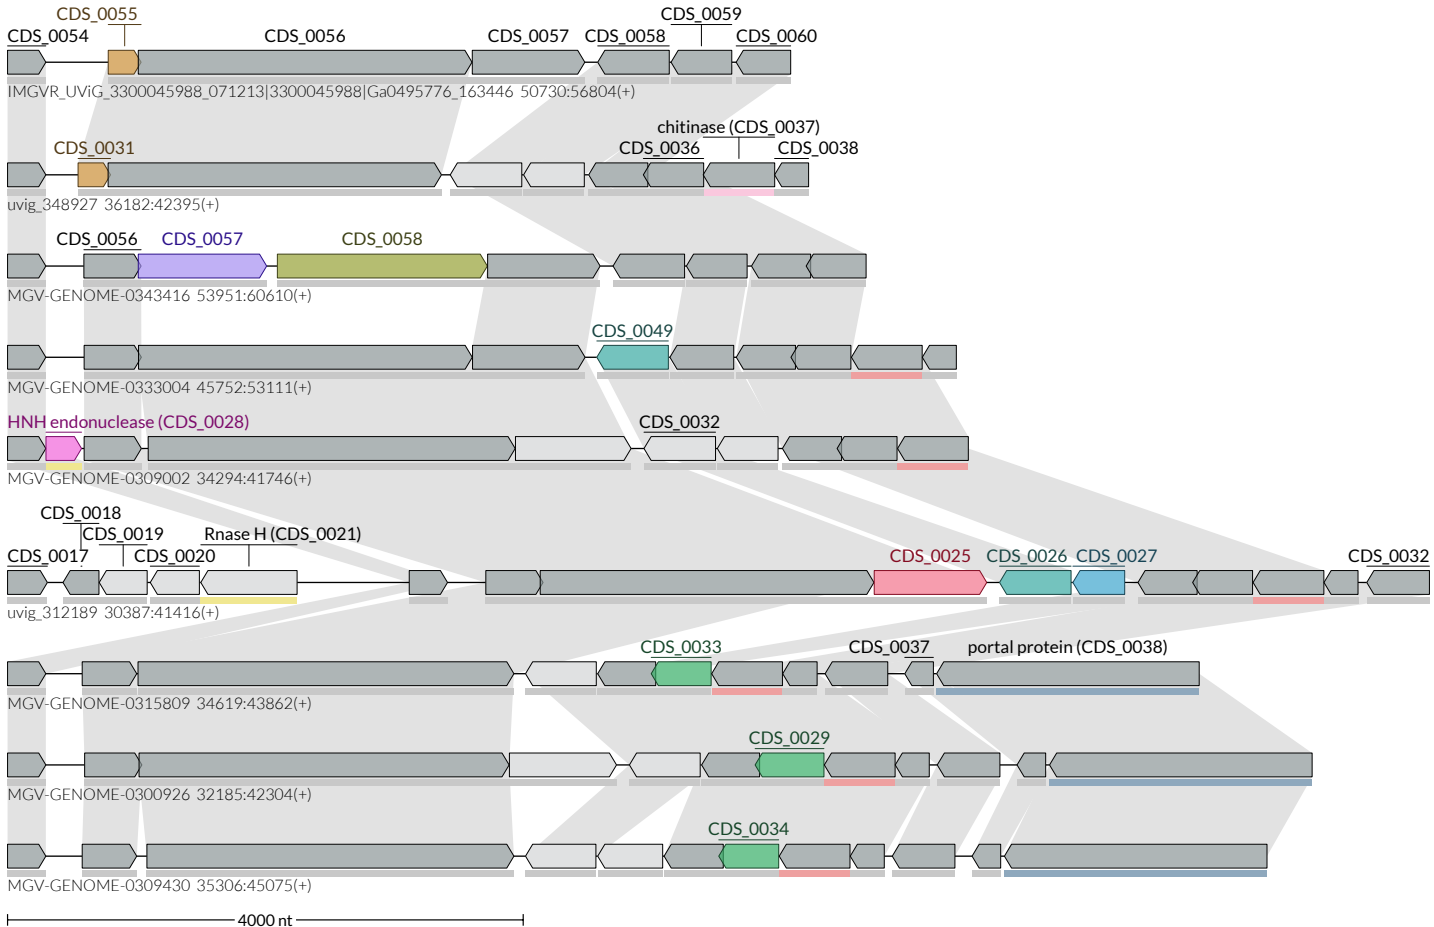 CDS_0055
CDS_0059
CDS_0054 CDS_0056 CDS_0057 CDS_0058 CDS_0060
IMGVR_UViG_3300045988_071213|3300045988|Ga0495776_163446 50730:56804(+)
chitinase (CDS_0037)
CDS_0031 CDS_0036 CDS_0038
uvig_348927 36182:42395(+)
CDS_0056 CDS_0057 CDS_0058
MGV-GENOME-0343416 53951:60610(+)
CDS_0049
MGV-GENOME-0333004 45752:53111(+)
HNH endonuclease (CDS_0028) CDS_0032
MGV-GENOME-0309002 34294:41746(+)
CDS_0018
CDS_0019 Rnase H (CDS_0021)
CDS_0017 CDS_0020 CDS_0025 CDS_0026 CDS_0027 CDS_0032
uvig_312189 30387:41416(+)
CDS_0033 CDS_0037 portal protein (CDS_0038)
MGV-GENOME-0315809 34619:43862(+)
CDS_0029
MGV-GENOME-0300926 32185:42304(+)
CDS_0034
MGV-GENOME-0309430 35306:45075(+)
4000 nt